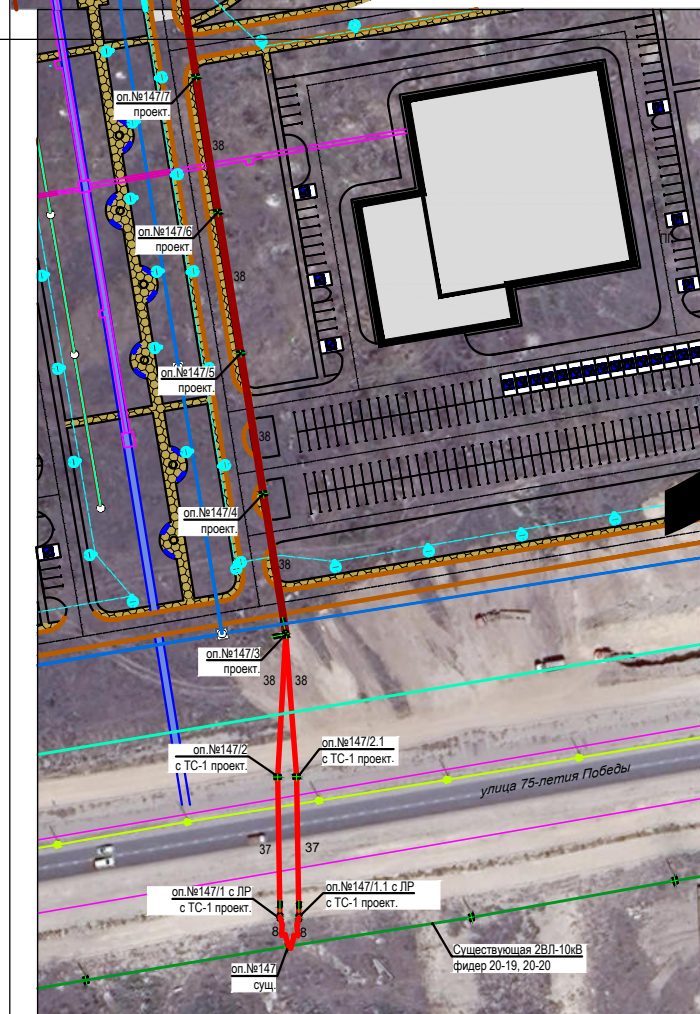 оп.№147/7
проект.
38
оп.№147/6
проект.
38
оп.№147/5
проект.
38
оп.№147/4
проект.
38
оп.№147/3
проект.
38
38
оп.№147/2
с ТС-1 проект.
оп.№147/2.1
с ТС-1 проект.
улица 75-летия Победы
37
37
оп.№147/1 с ЛР
с ТС-1 проект.
оп.№147/1.1 с ЛР
с ТС-1 проект.
8
8
оп.№147
сущ.
Существующая 2ВЛ-10кВ
фидер 20-19, 20-20